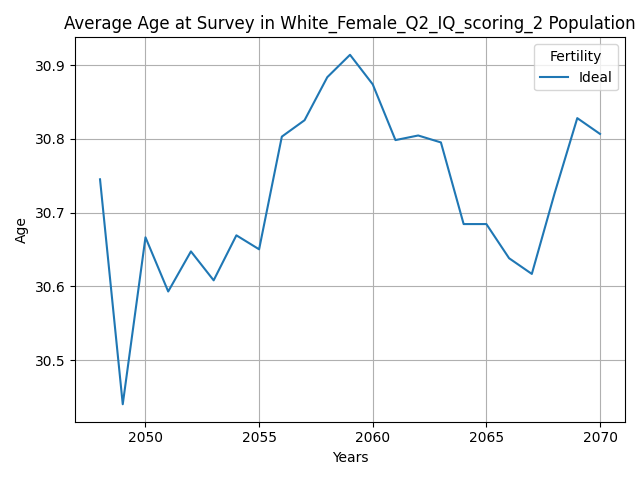 Average Age at Survey in White_Female_Q2_IQ_scoring_2 Population
Fertility
Ideal
30.9
30.8
30.7
30.6
30.5
Age
2050 2055 2060 2065 2070
Years